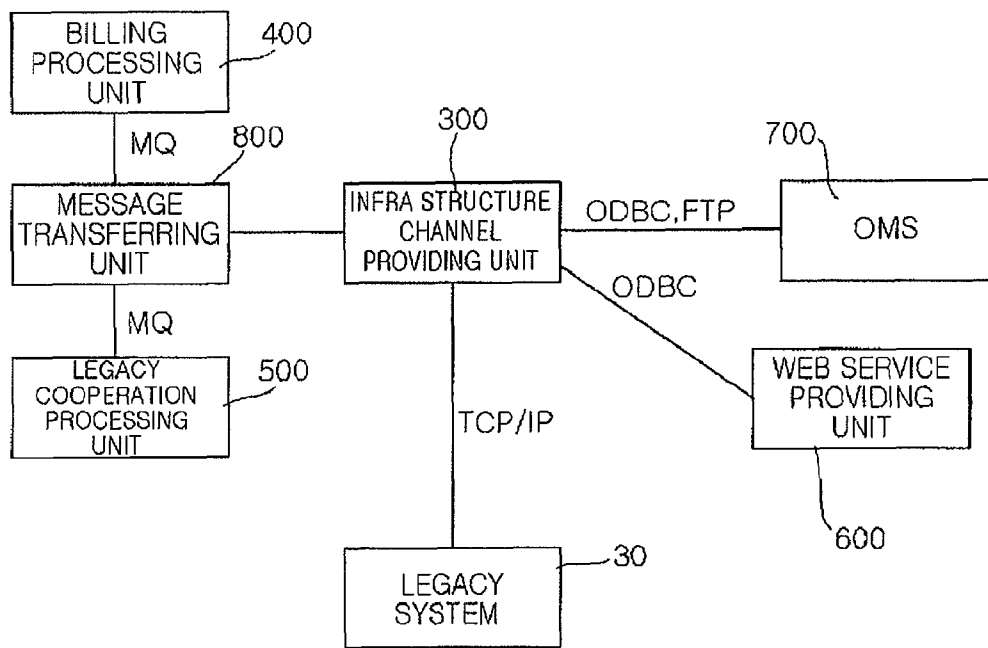 BILLING
PROCESSING
UNIT
400
MQ
800
MESSAGE
TRANSFERRING
UNIT
MQ
LEGACY
COOPERATION
PROCESSING
UNIT
500
300
INFRA STRUCTURE
CHANNEL
PROVIDING UNIT
ODBC,FTP
700
OMS
ODBC
WEB SERVICE
PROVIDING
UNIT
600
TCP/IP
30
LEGACY
SYSTEM